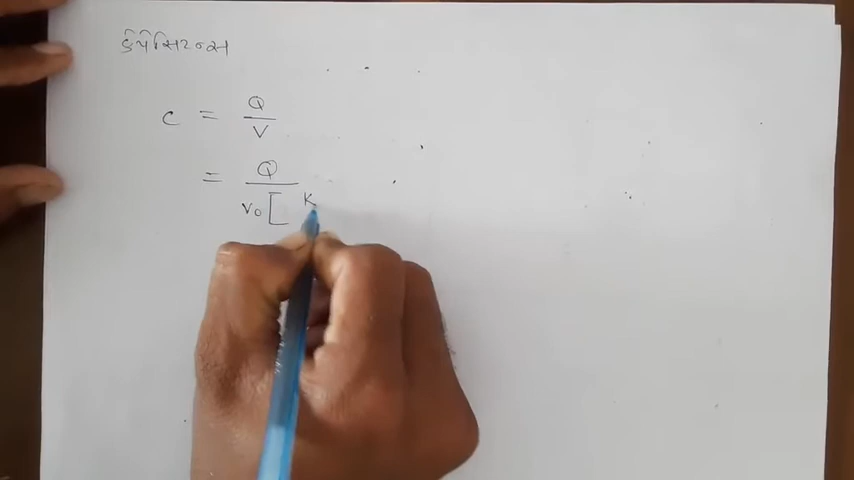 કેપેસિટન્સ
C = Q/V
= Q/V₀[ K